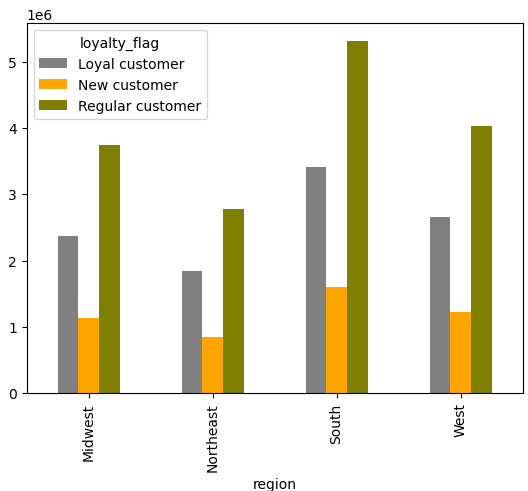 1e6
loyalty_flag
Loyal customer
New customer
Regular customer
5
4
3
2
1
0
Midwest
Northeast
South
West
region